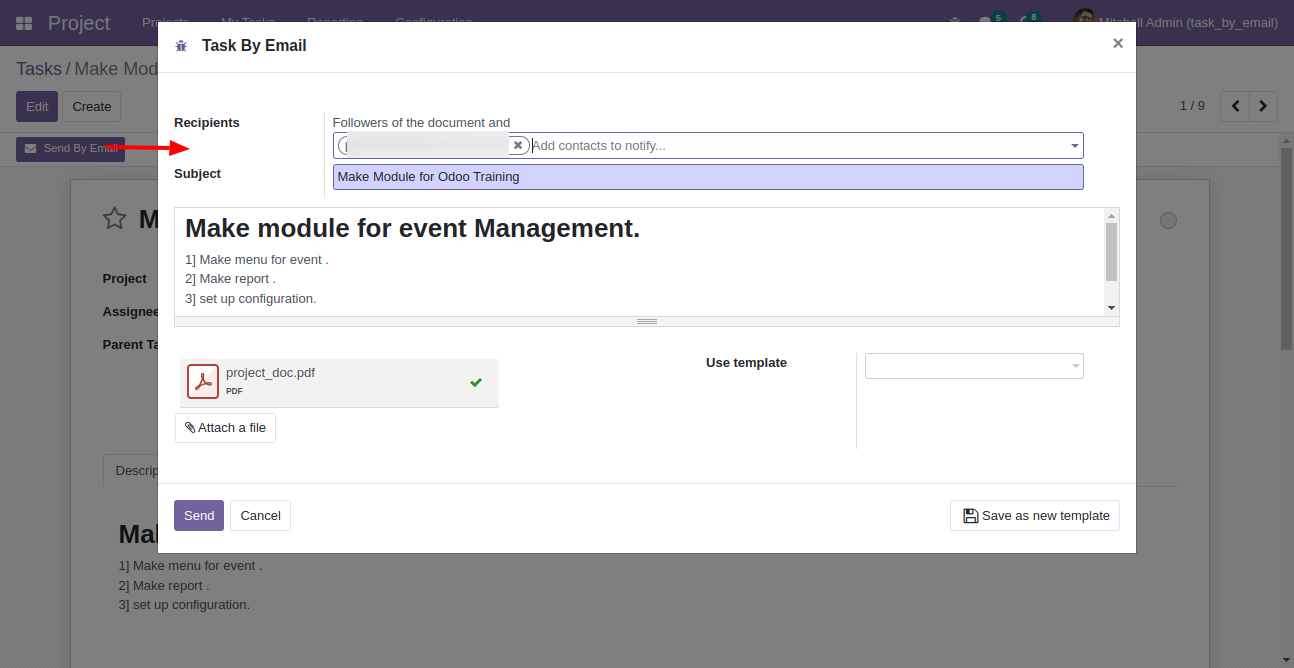 Project
Projects
My Tasks
Reporting
Configuration
5
8
Mitchell Admin (task_by_email)
Tasks / Make Mod
Edit
Create
1 / 9
Send By Email
Task By Email
×
Recipients
Followers of the document and
Add contacts to notify...
Subject
Make Module for Odoo Training
Make module for event Management.
1] Make menu for event .
2] Make report .
3] set up configuration.
project_doc.pdf
PDF
Use template
Attach a file
Send
Cancel
Save as new template
M
Project
Assignee
Parent Ta
Descrip
Mal
1] Make menu for event .
2] Make report .
3] set up configuration.